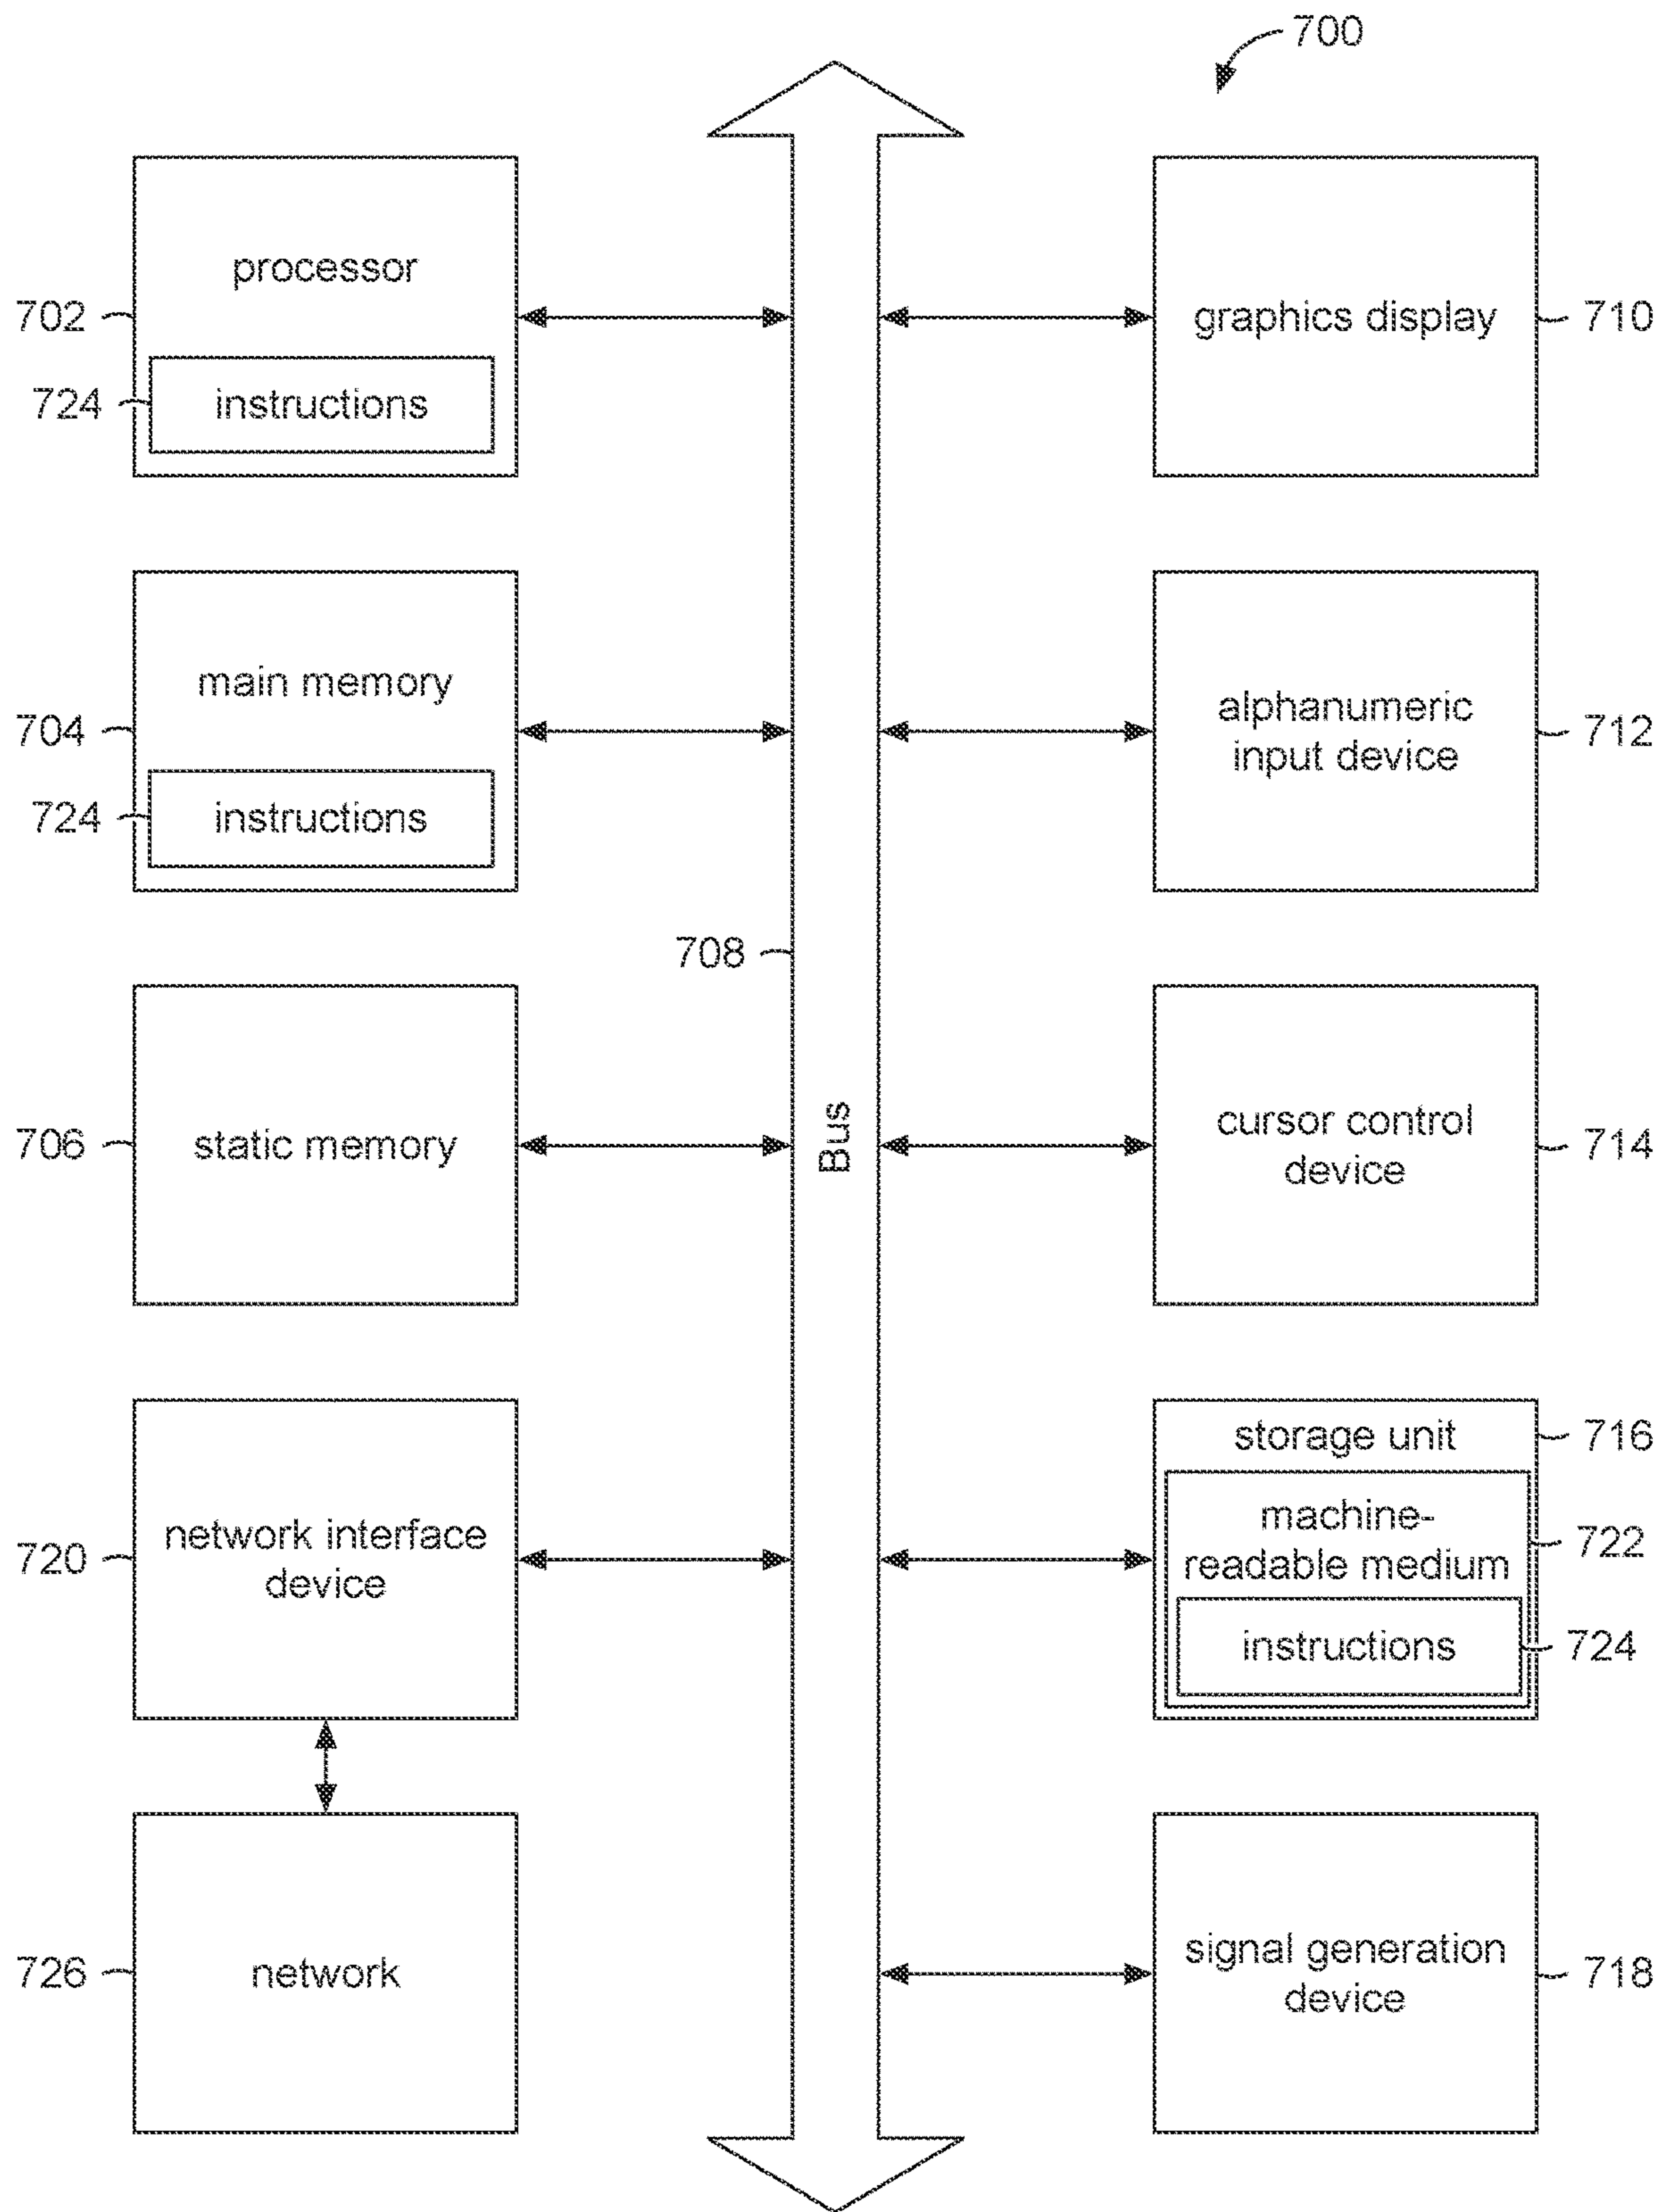 700
processor
702
724
instructions
graphics display
710
main memory
704
724
instructions
alphanumeric
input device
712
708
Bus
static memory
706
cursor control
device
714
network interface
device
720
storage unit
716
machine-
readable medium
722
instructions
724
network
726
signal generation
device
718